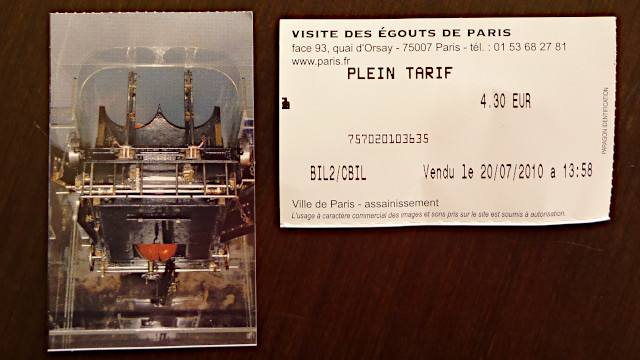 VISITE DES ÉGOUTS DE PARIS
face 93, quai d'Orsay - 75007 Paris - tél. : 01 53 68 27 81
www.paris.fr
PLEIN TARIF
4.30 EUR
757020103635
BIL2/CBIL Vendu le 20/07/2010 a 13:58
Ville de Paris - assainissement
L'usage à caractère commercial des images et sons pris sur le site est soumis à autorisation.
PARAGON IDENTIFICATION